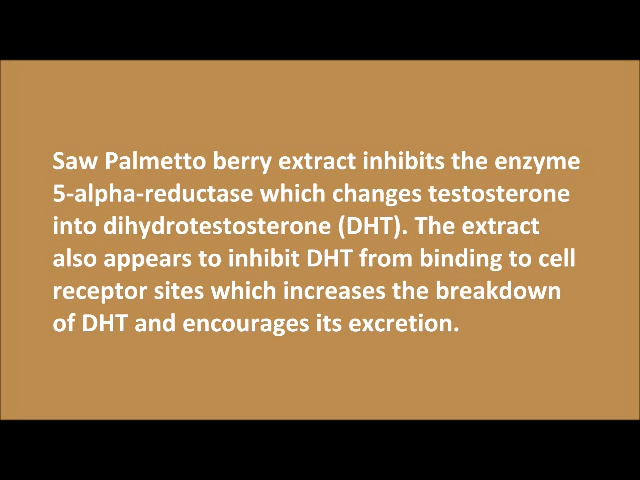 Saw Palmetto berry extract inhibits the enzyme
5-alpha-reductase which changes testosterone
into dihydrotestosterone (DHT). The extract
also appears to inhibit DHT from binding to cell
receptor sites which increases the breakdown
of DHT and encourages its excretion.